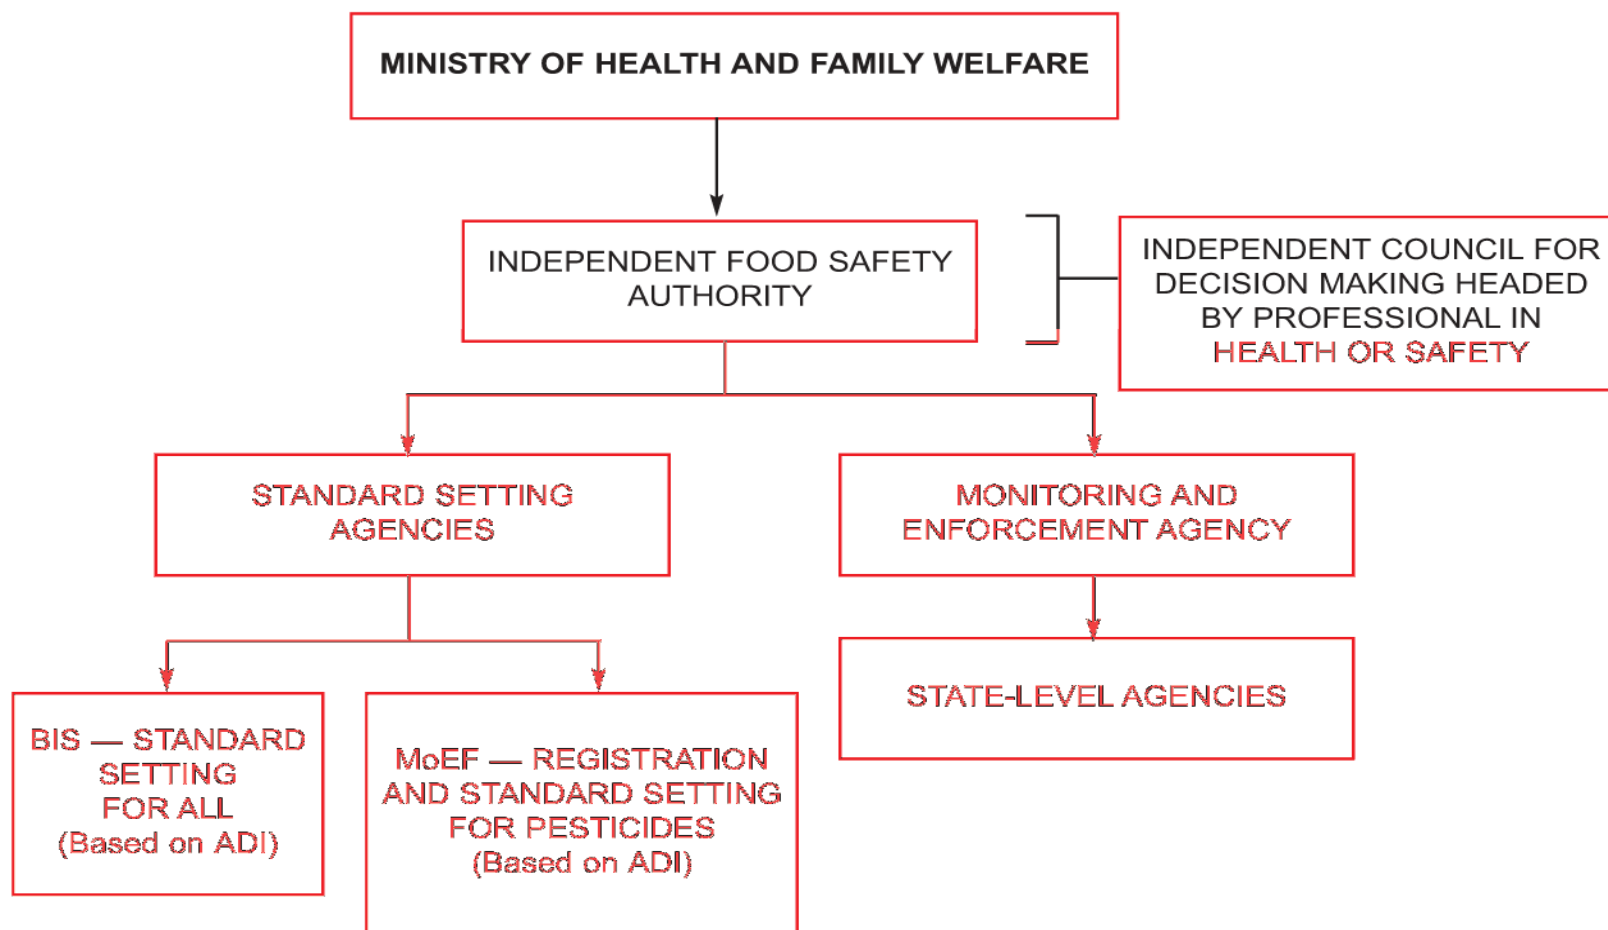 MINISTRY OF HEALTH AND FAMILY WELFARE
INDEPENDENT FOOD SAFETY
AUTHORITY
INDEPENDENT COUNCIL FOR
DECISION MAKING HEADED
BY PROFESSIONAL IN
HEALTH OR SAFETY
STANDARD SETTING
AGENCIES
MONITORING AND
ENFORCEMENT AGENCY
BIS — STANDARD
SETTING
FOR ALL
(Based on ADI)
MoEF — REGISTRATION
AND STANDARD SETTING
FOR PESTICIDES
(Based on ADI)
STATE-LEVEL AGENCIES